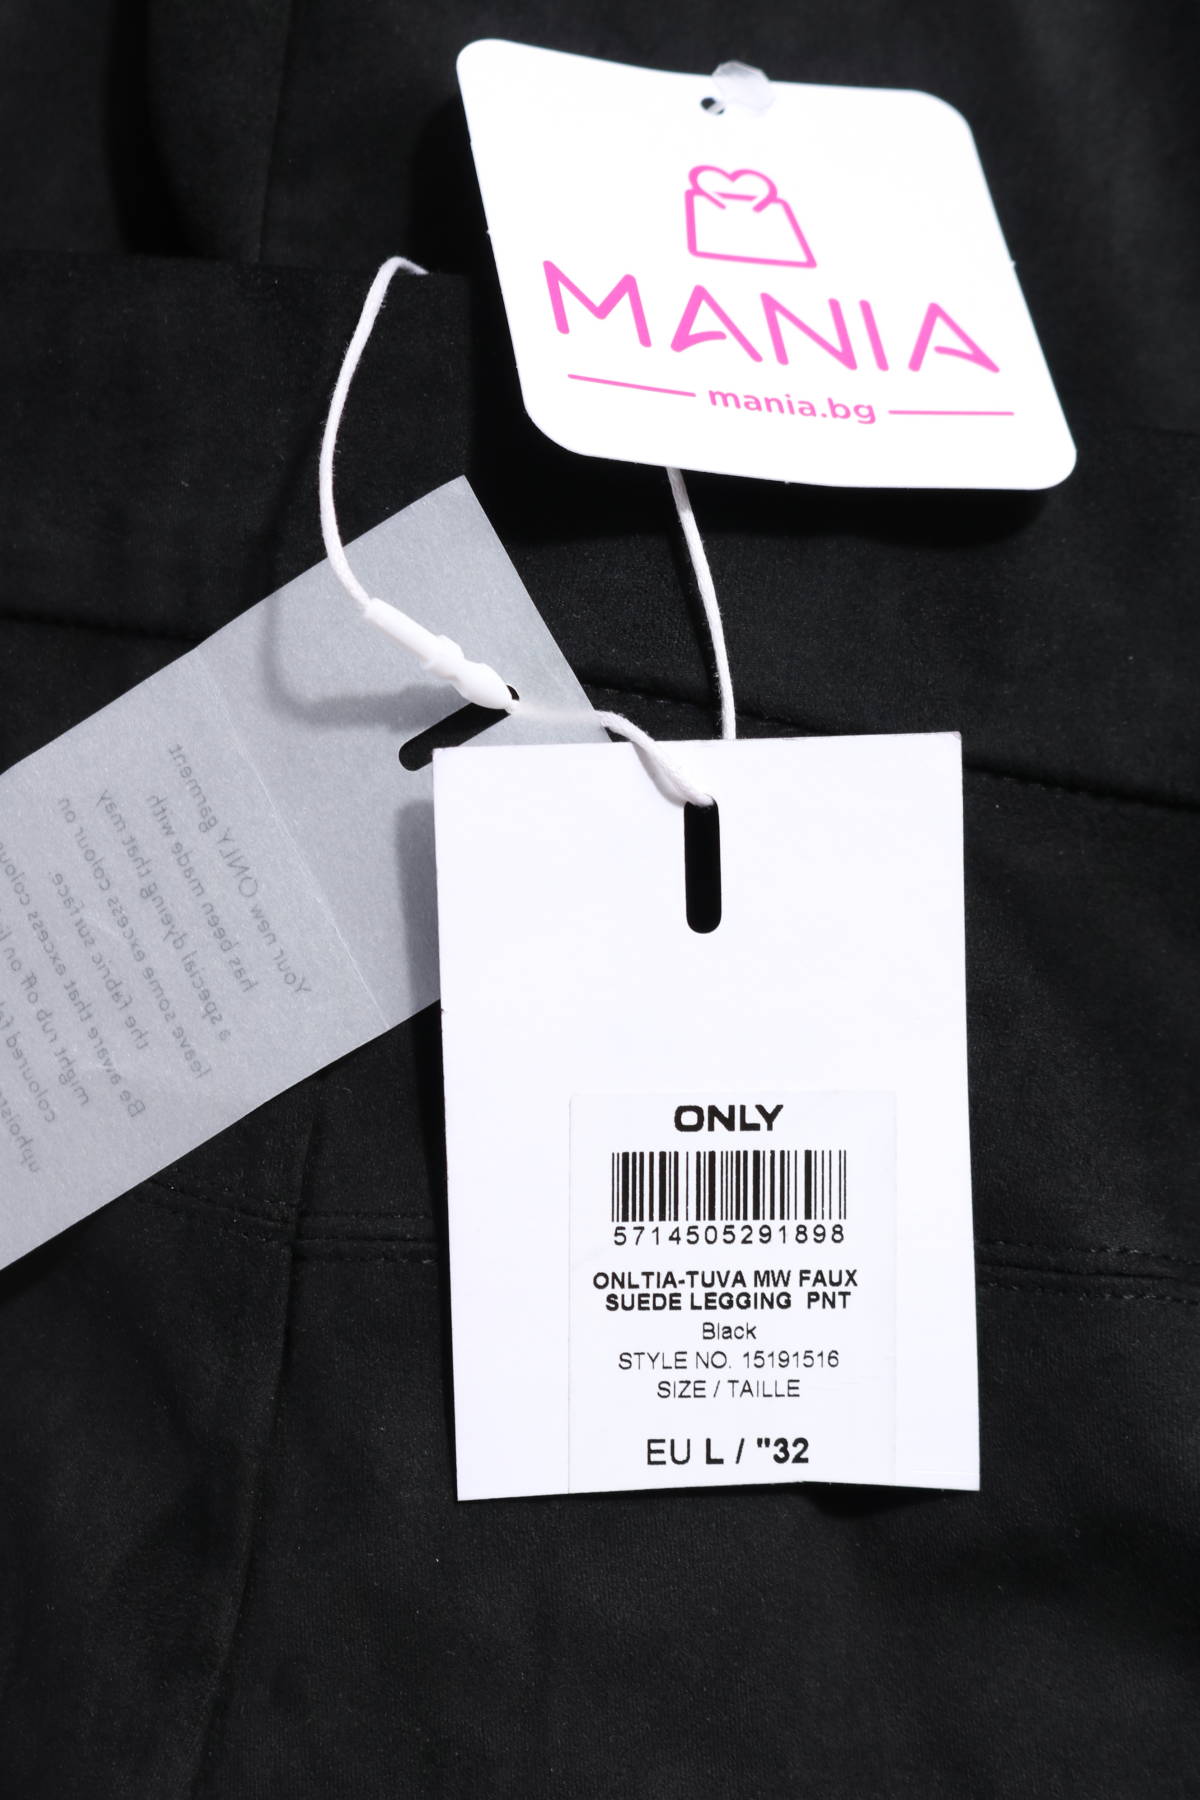 MANIA
mania.bg
Your new ONLY garment
has been made with
a special dyeing that may
leave some excess colour on
the fabric surface.
Be aware that excess colour
might rub off on
coloured
ONLY
5714505291898
ONLTIA-TUVA MW FAUX
SUEDE LEGGING PNT
Black
STYLE NO. 15191516
SIZE / TAILLE
EU L / "32